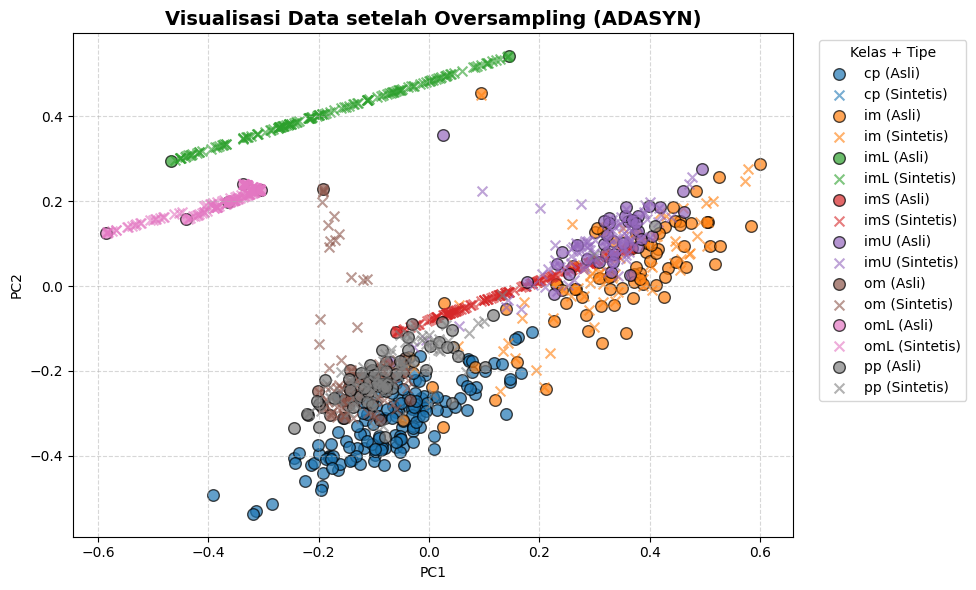 Visualisasi Data setelah Oversampling (ADASYN)
Kelas + Tipe
cp (Asli)
cp (Sintetis)
im (Asli)
im (Sintetis)
imL (Asli)
imL (Sintetis)
imS (Asli)
imS (Sintetis)
imU (Asli)
imU (Sintetis)
om (Asli)
om (Sintetis)
omL (Asli)
omL (Sintetis)
pp (Asli)
pp (Sintetis)
PC2
0.4
0.2
0.0
−0.2
−0.4
−0.6
−0.4
−0.2
0.0
0.2
0.4
0.6
PC1